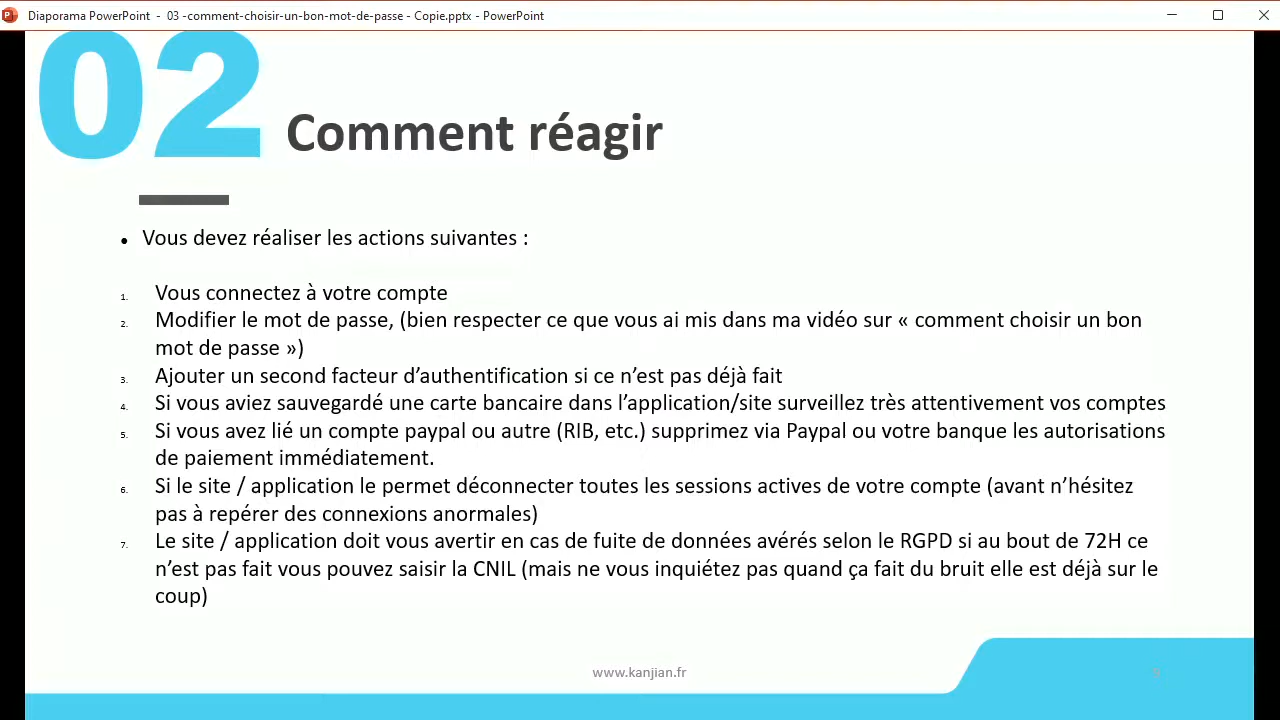 Diaporama PowerPoint - 03 -comment-choisir-un-bon-mot-de-passe - Copie.pptx - PowerPoint
02
Comment réagir
• Vous devez réaliser les actions suivantes :
1. Vous connectez à votre compte
2. Modifier le mot de passe, (bien respecter ce que vous ai mis dans ma vidéo sur « comment choisir un bon
mot de passe »)
3. Ajouter un second facteur d’authentification si ce n’est pas déjà fait
4. Si vous aviez sauvegardé une carte bancaire dans l’application/site surveillez très attentivement vos comptes
5. Si vous avez lié un compte paypal ou autre (RIB, etc.) supprimez via Paypal ou votre banque les autorisations
de paiement immédiatement.
6. Si le site / application le permet déconnecter toutes les sessions actives de votre compte (avant n’hésitez
pas à repérer des connexions anormales)
7. Le site / application doit vous avertir en cas de fuite de données avérés selon le RGPD si au bout de 72H ce
n’est pas fait vous pouvez saisir la CNIL (mais ne vous inquiétez pas quand ça fait du bruit elle est déjà sur le
coup)
www.kanjian.fr
9